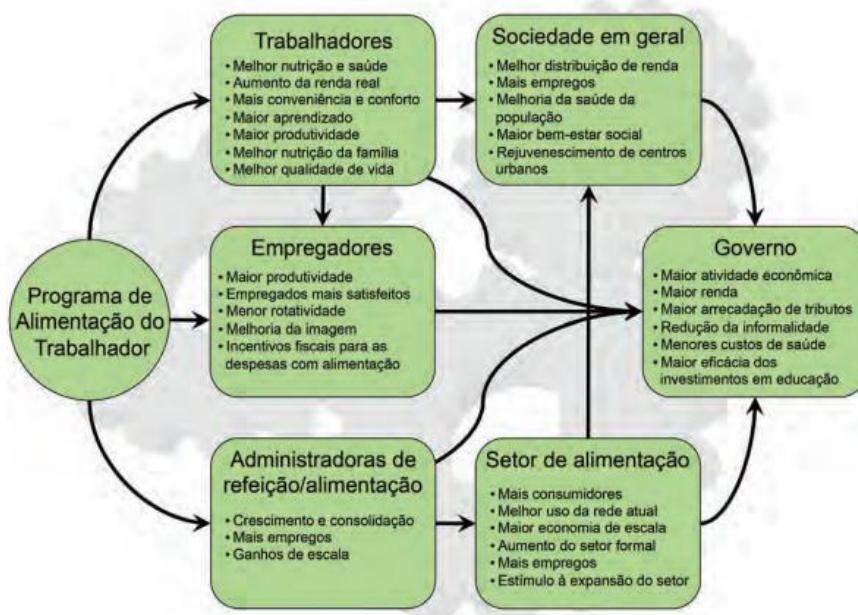 Programa de
Alimentação do
Trabalhador
Trabalhadores
• Melhor nutrição e saúde
• Aumento da renda real
• Mais conveniência e conforto
• Maior aprendizado
• Maior produtividade
• Melhor nutrição da família
• Melhor qualidade de vida
Sociedade em geral
• Melhor distribuição de renda
• Mais empregos
• Melhoria da saúde da
população
• Maior bem-estar social
• Rejuvenescimento de centros
urbanos
Empregadores
• Maior produtividade
• Empregados mais satisfeitos
• Menor rotatividade
• Melhoria da imagem
• Incentivos fiscais para as
despesas com alimentação
Governo
• Maior atividade econômica
• Maior renda
• Maior arrecadação de tributos
• Redução da informalidade
• Menores custos de saúde
• Maior eficácia dos
investimentos em educação
Administradoras de
refeição/alimentação
• Crescimento e consolidação
• Mais empregos
• Ganhos de escala
Setor de alimentação
• Mais consumidores
• Melhor uso da rede atual
• Maior economia de escala
• Aumento do setor formal
• Mais empregos
• Estímulo à expansão do setor